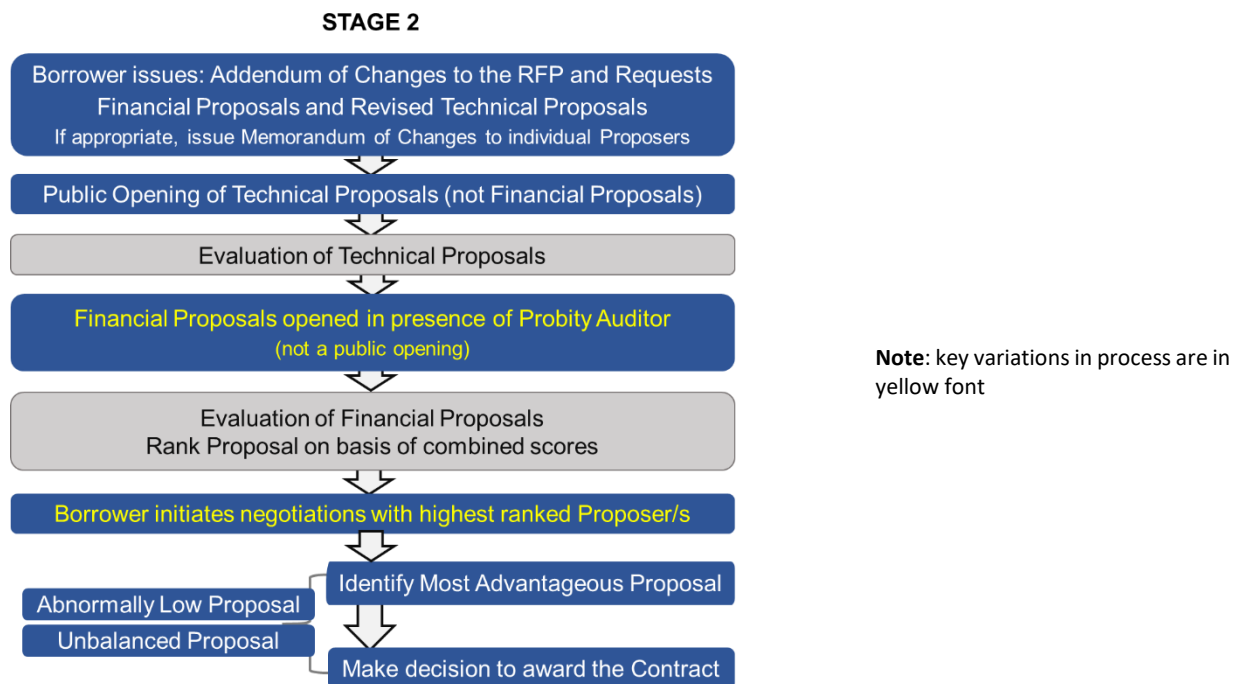 STAGE 2
Borrower issues: Addendum of Changes to the RFP and Requests
Financial Proposals and Revised Technical Proposals
If appropriate, issue Memorandum of Changes to individual Proposers
Public Opening of Technical Proposals (not Financial Proposals)
Evaluation of Technical Proposals
Financial Proposals opened in presence of Probity Auditor
(not a public opening)
Note: key variations in process are in
yellow font
Evaluation of Financial Proposals
Rank Proposal on basis of combined scores
Borrower initiates negotiations with highest ranked Proposer/s
Identify Most Advantageous Proposal
Abnormally Low Proposal
Unbalanced Proposal
Make decision to award the Contract